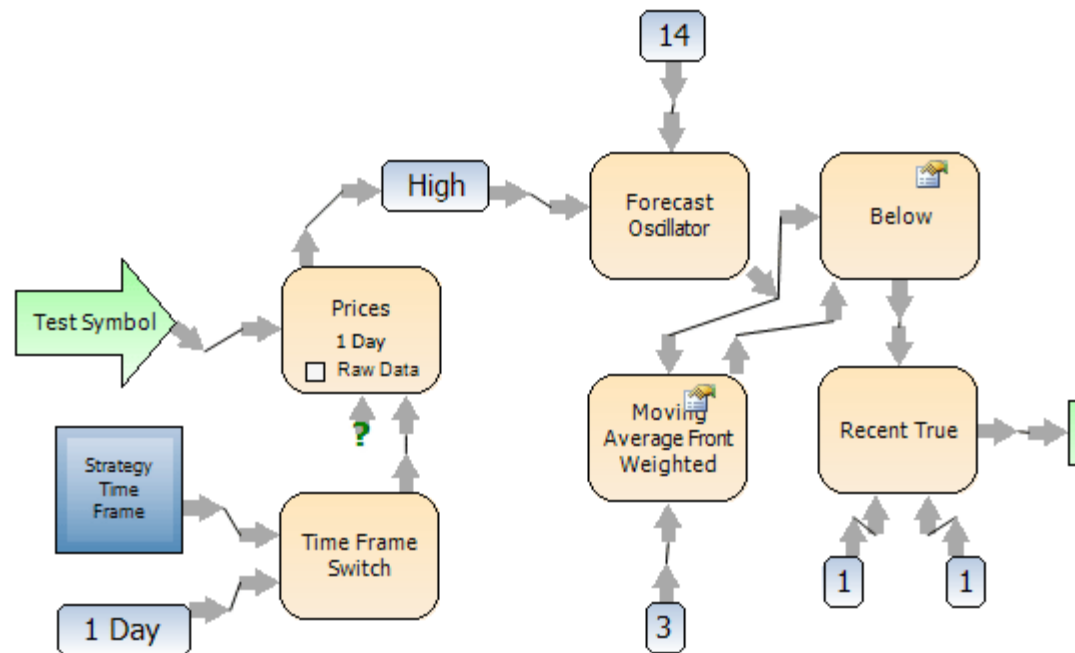 14
High
Forecast
Oscillator
Below
Test Symbol
Prices
1 Day
Raw Data
?
Moving
Average Front
Weighted
Recent True
Strategy
Time
Frame
Time Frame
Switch
1 Day
3
1
1